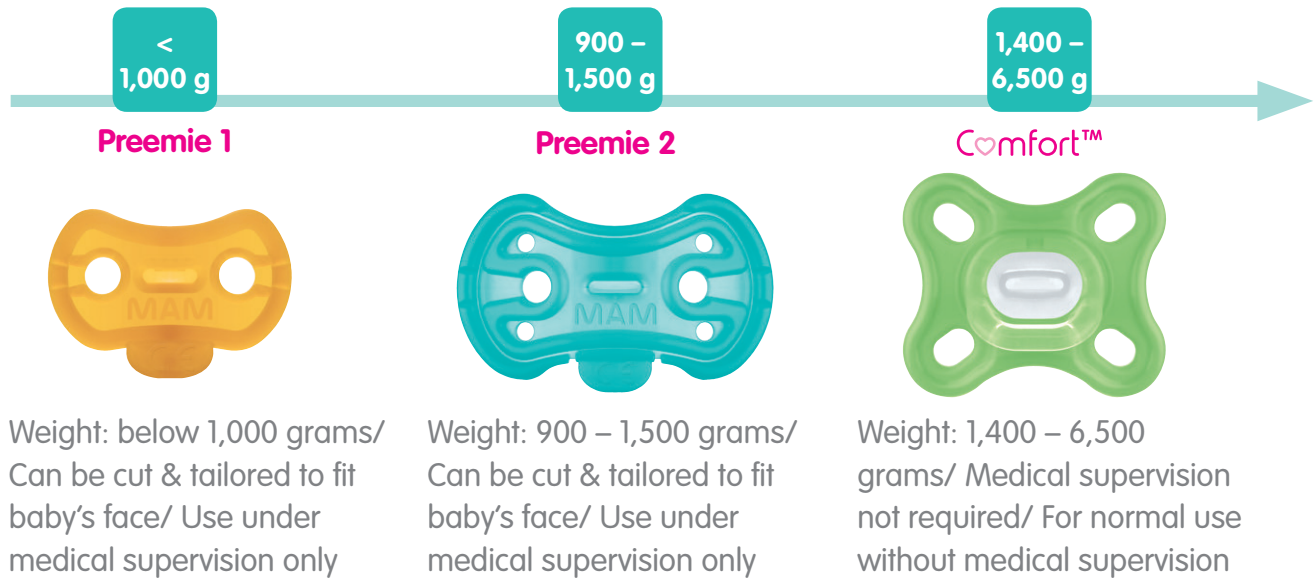 <
1,000 g
900 –
1,500 g
1,400 –
6,500 g
Preemie 1
Preemie 2
Comfort™
MAM
MAM
Weight: below 1,000 grams/
Can be cut & tailored to fit
baby’s face/ Use under
medical supervision only
Weight: 900 – 1,500 grams/
Can be cut & tailored to fit
baby’s face/ Use under
medical supervision only
Weight: 1,400 – 6,500
grams/ Medical supervision
not required/ For normal use
without medical supervision